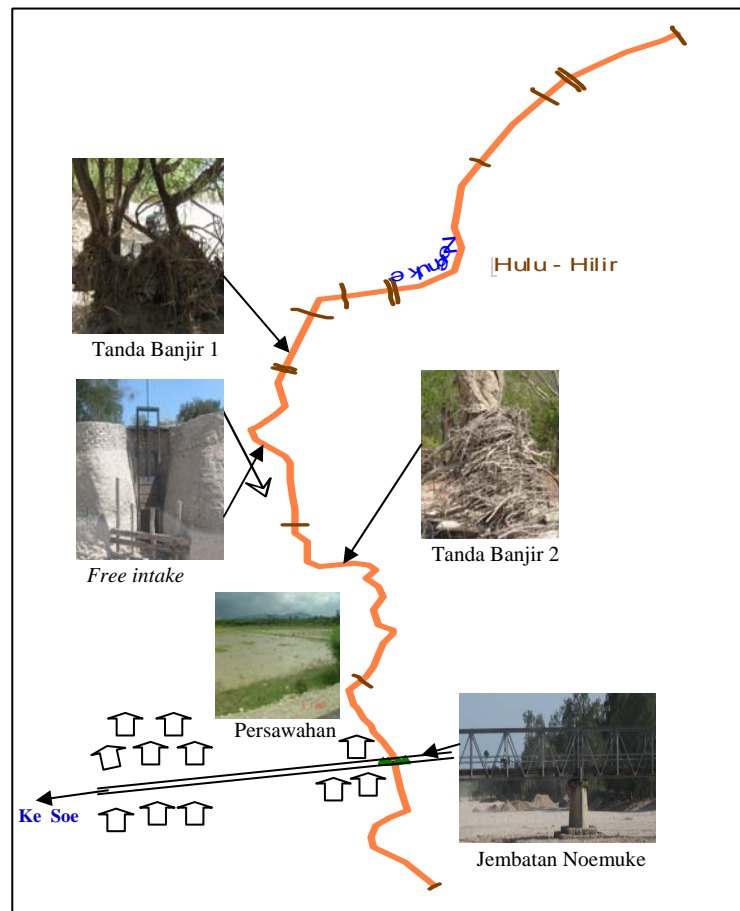 Hulu - Hilir
Tanda Banjir 1
Tanda Banjir 2
Free intake
Persawahan
Ke Soe
Jembatan Noemuke